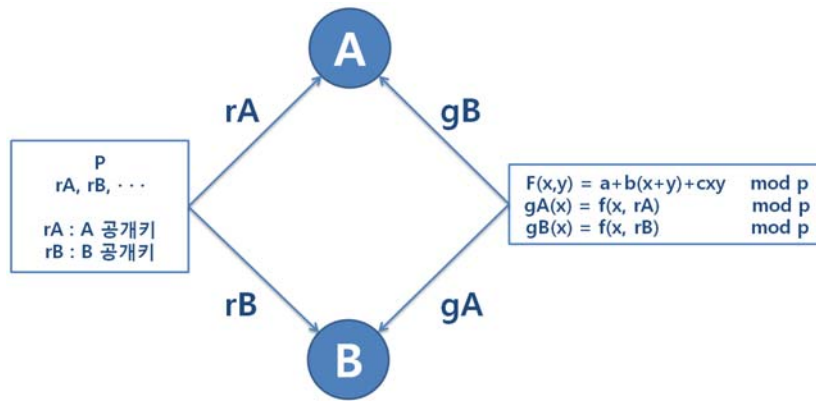 A
rA
gB
P
rA, rB, · · ·
rA : A 공개키
rB : B 공개키
F(x,y) = a+b(x+y)+cxy mod p
gA(x) = f(x, rA) mod p
gB(x) = f(x, rB) mod p
rB
gA
B